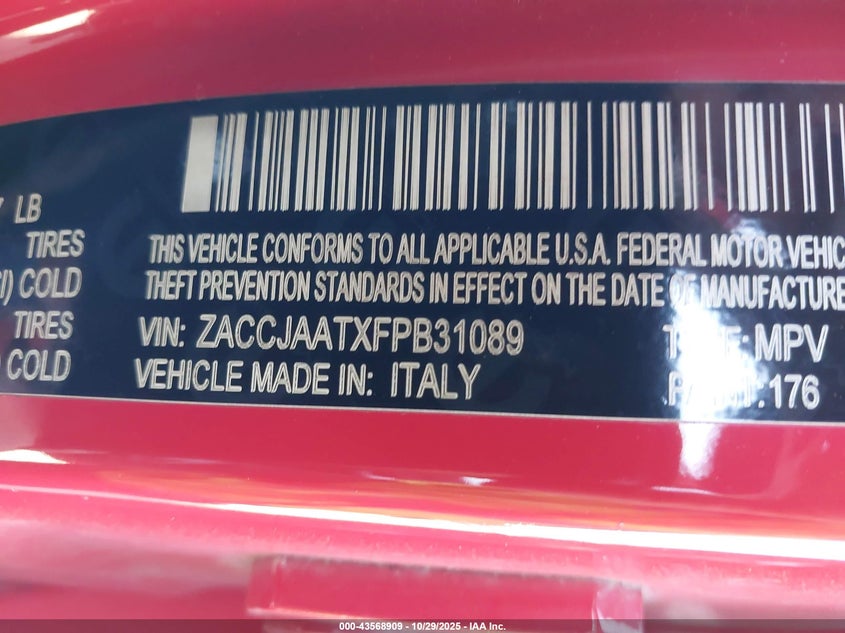 LB
TIRES
COLD
TIRES
COLD
THIS VEHICLE CONFORMS TO ALL APPLICABLE U.S.A. FEDERAL MOTOR VEHIC
THEFT PREVENTION STANDARDS IN EFFECT ON THE DATE OF MANUFACTURE
VIN: ZACCJAATXFPB31089 MPV
VEHICLE MADE IN: ITALY 176
000-43568909 | 10/29/2025 - IAA Inc.